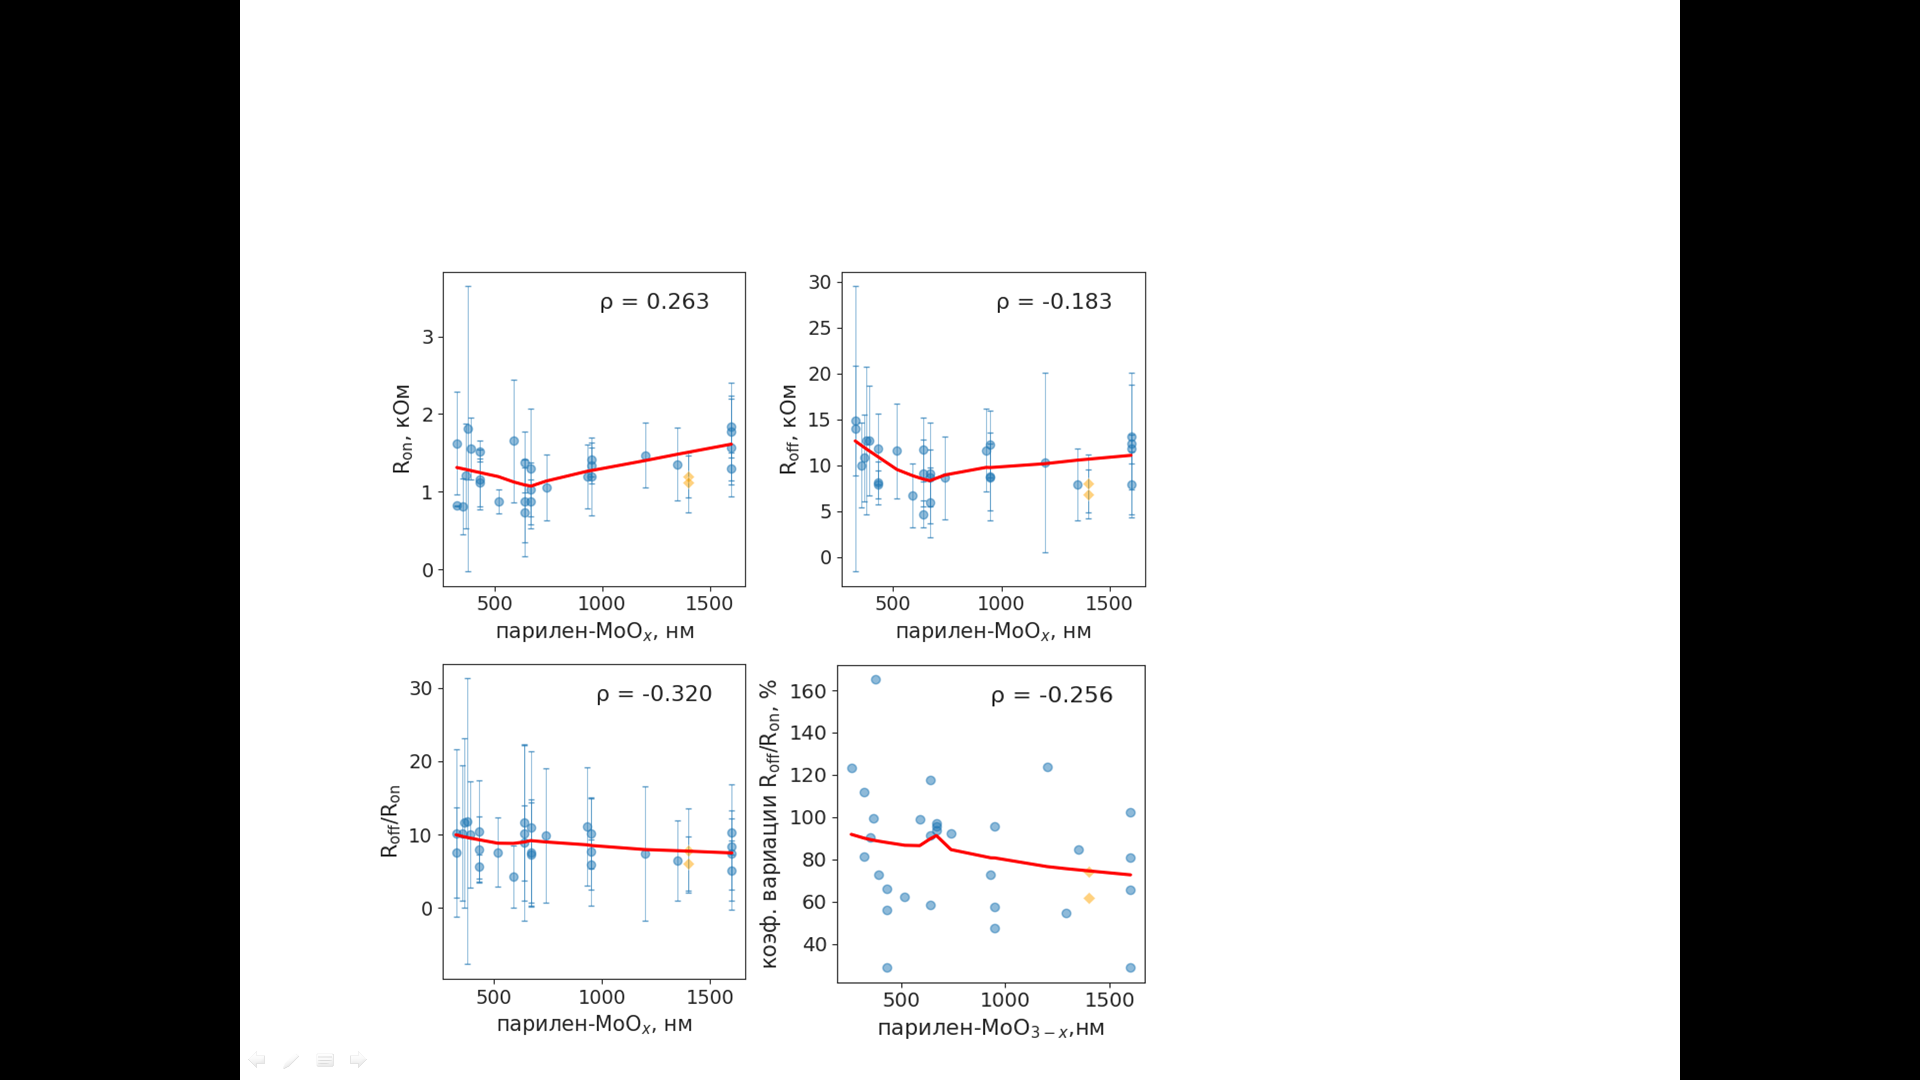 ρ = 0.263
3
2
1
0
R_on, кОм
500 1000 1500
парилен-MoO_x, нм
ρ = -0.183
30
25
20
15
10
5
0
R_off, кОм
500 1000 1500
парилен-MoO_x, нм
ρ = -0.320
30
20
10
0
R_off/R_on
500 1000 1500
парилен-MoO_x, нм
ρ = -0.256
160
140
120
100
80
60
40
коэф. вариации R_off/R_on, %
500 1000 1500
парилен-MoO_{3-x},нм